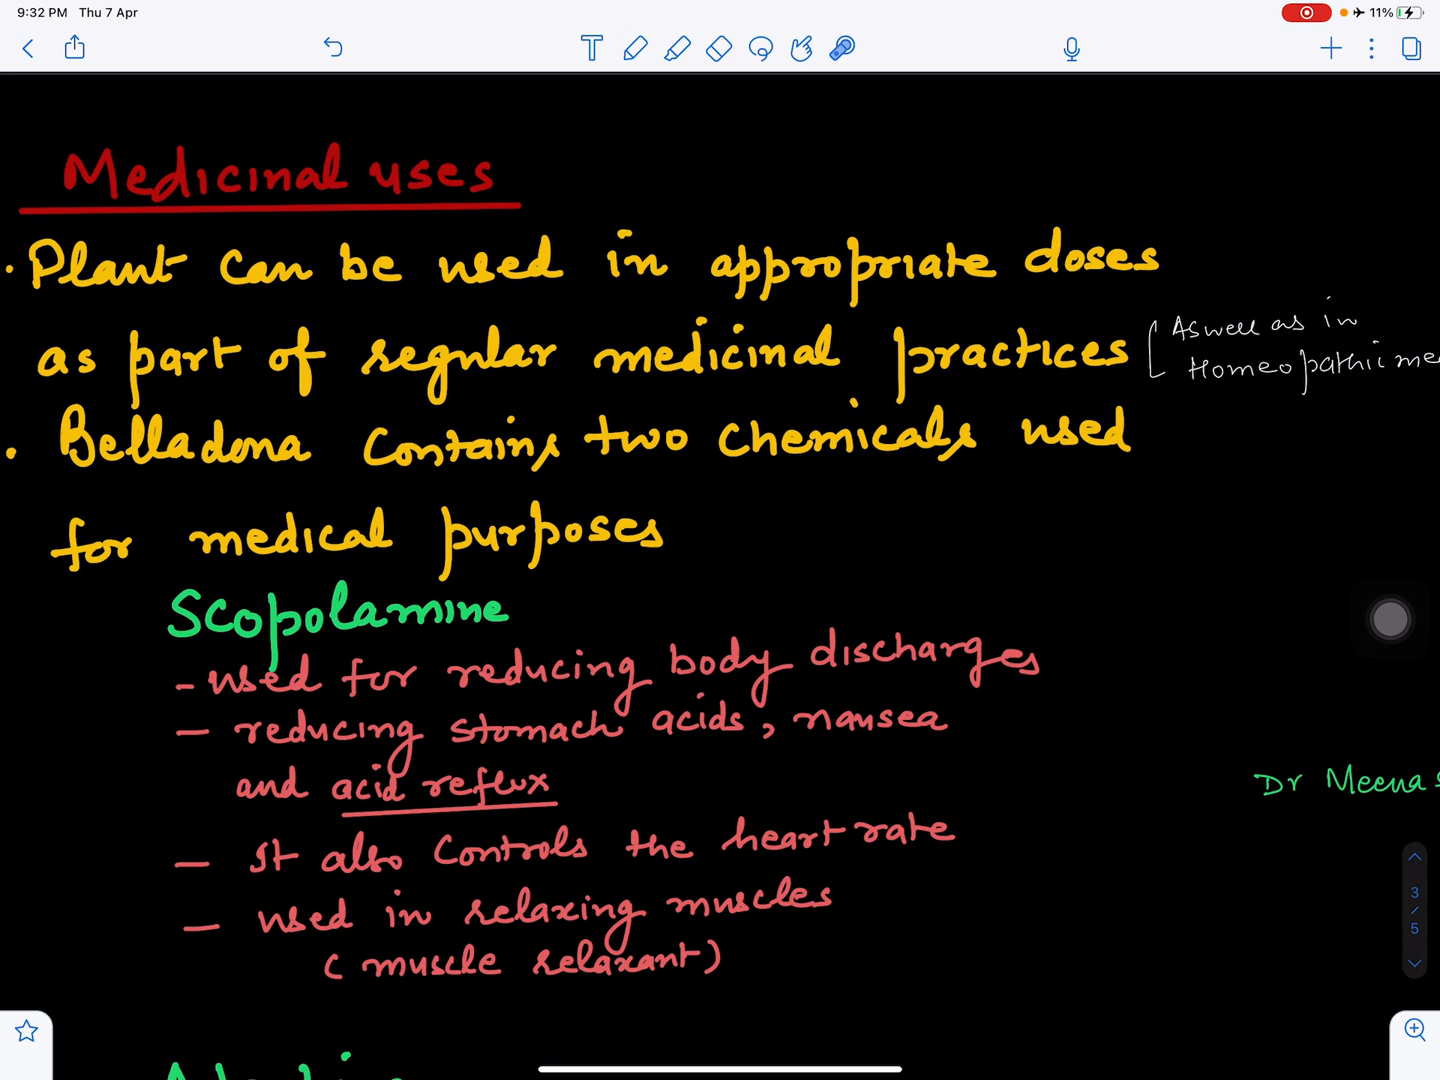 9:32 PM Thu 7 Apr
11%
Medicinal uses
• Plant can be used in appropriate doses
as part of regular medicinal practices
[ Aswell as in
Homeopathic me
• Belladona contains two chemicals used
for medical purposes
Scopolamine
- used for reducing body discharges
- reducing stomach acids, nausea
and acid reflux
Dr Meena s
- It also controls the heart rate
- used in relaxing muscles
( muscle relaxant)
3
/
5